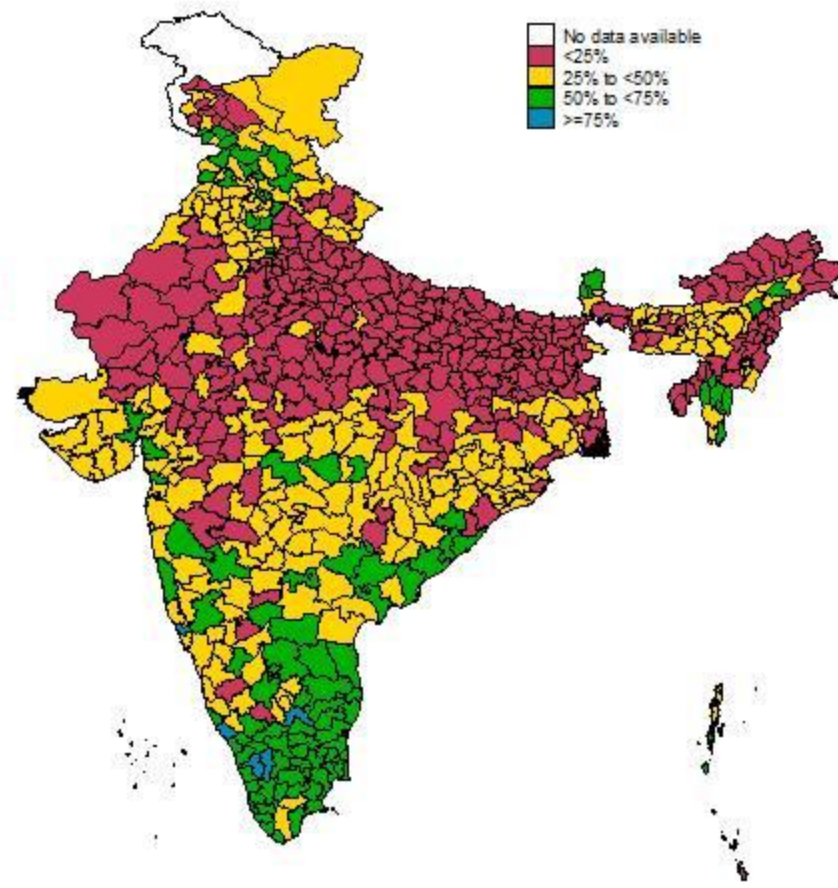 No data available
<25%
25% to <50%
50% to <75%
>=75%